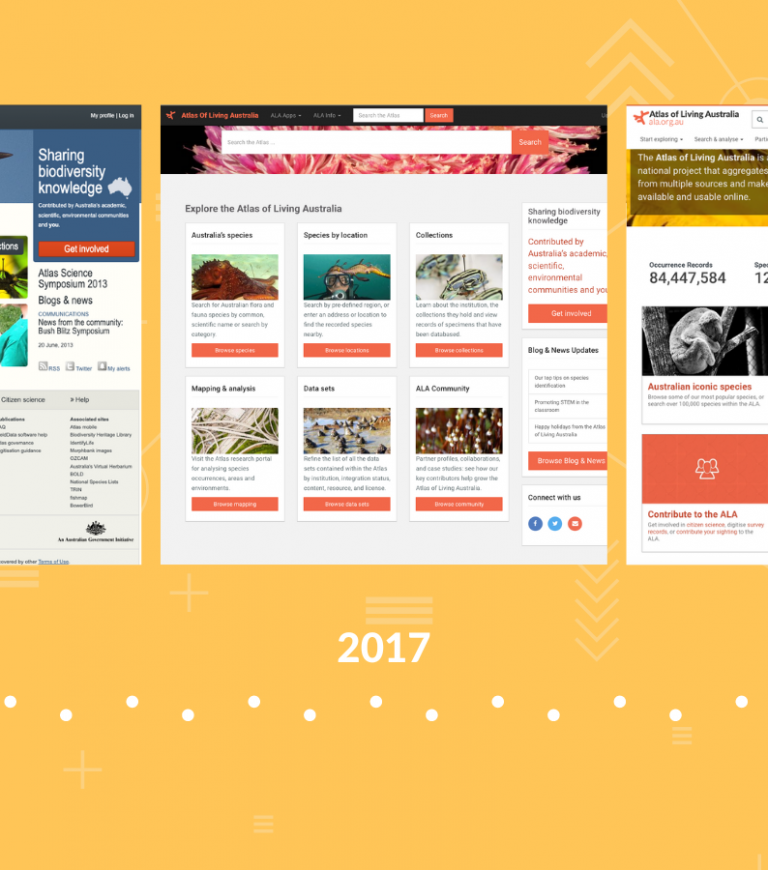 My profile | Log in
Sharing
biodiversity
knowledge
Contributed by Australia's academic,
scientific, environmental communities
and you.
Get involved
Atlas Science
Symposium 2013
Blogs & news
COMMUNICATIONS
News from the community:
Bush Blitz Symposium
20 June, 2013
RSS
Twitter
My alerts
Citizen science
» Help
Associated sites
Atlas mobile
Biodiversity Heritage Library
IdentifyLife
Morphbank images
OZCAM
Australia's Virtual Herbarium
BOLD
National Species Lists
TRIN
fishmap
BowerBird
An Australian Government Initiative
owered by other Terms of Use.
Atlas Of Living Australia
ALA Apps
ALA Info
Search the Atlas
Search
Search the Atlas ...
Search
Explore the Atlas of Living Australia
Australia's species
Search for Australian flora and
fauna species by common,
scientific name or search by
category
Browse species
Species by location
Search by pre-defined region, or
enter an address or location to
find the recorded species
nearby.
Browse locations
Collections
Learn about the institution, the
collections they hold and
view records of specimens that have
been databased.
Browse collections
Mapping & analysis
Visit the Atlas research portal
for analysing species
occurrences, areas and
environments.
Browse mapping
Data sets
Refine the list of all the data
sets contained within the Atlas
by institution, integration status,
content, resource, and license.
Browse data sets
ALA Community
Partner profiles, collaborations,
and case studies: see how our
key contributors help grow the
Atlas of Living Australia.
Browse community
Sharing biodiversity
knowledge
Contributed by
Australia's academic,
scientific,
environmental
communities and you
Get involved
Blog & News Updates
Our top tips on species
identification
Promoting STEM in the
classroom
Happy holidays from the Atlas
of Living Australia
Browse Blog & News
Connect with us
Atlas of Living Australia
ala.org.au
Start exploring
Search & analyse
Parti
The Atlas of Living Australia is a
national project that aggregates
from multiple sources and make
available and usable online.
Occurrence Records
84,447,584
Spec
12
Australian iconic species
Browse some of our most popular species, or
search over 100,000 species within the ALA.
Contribute to the ALA
Get involved in citizen science, digitise survey
records, or contribute your sighting to the
ALA.
2017